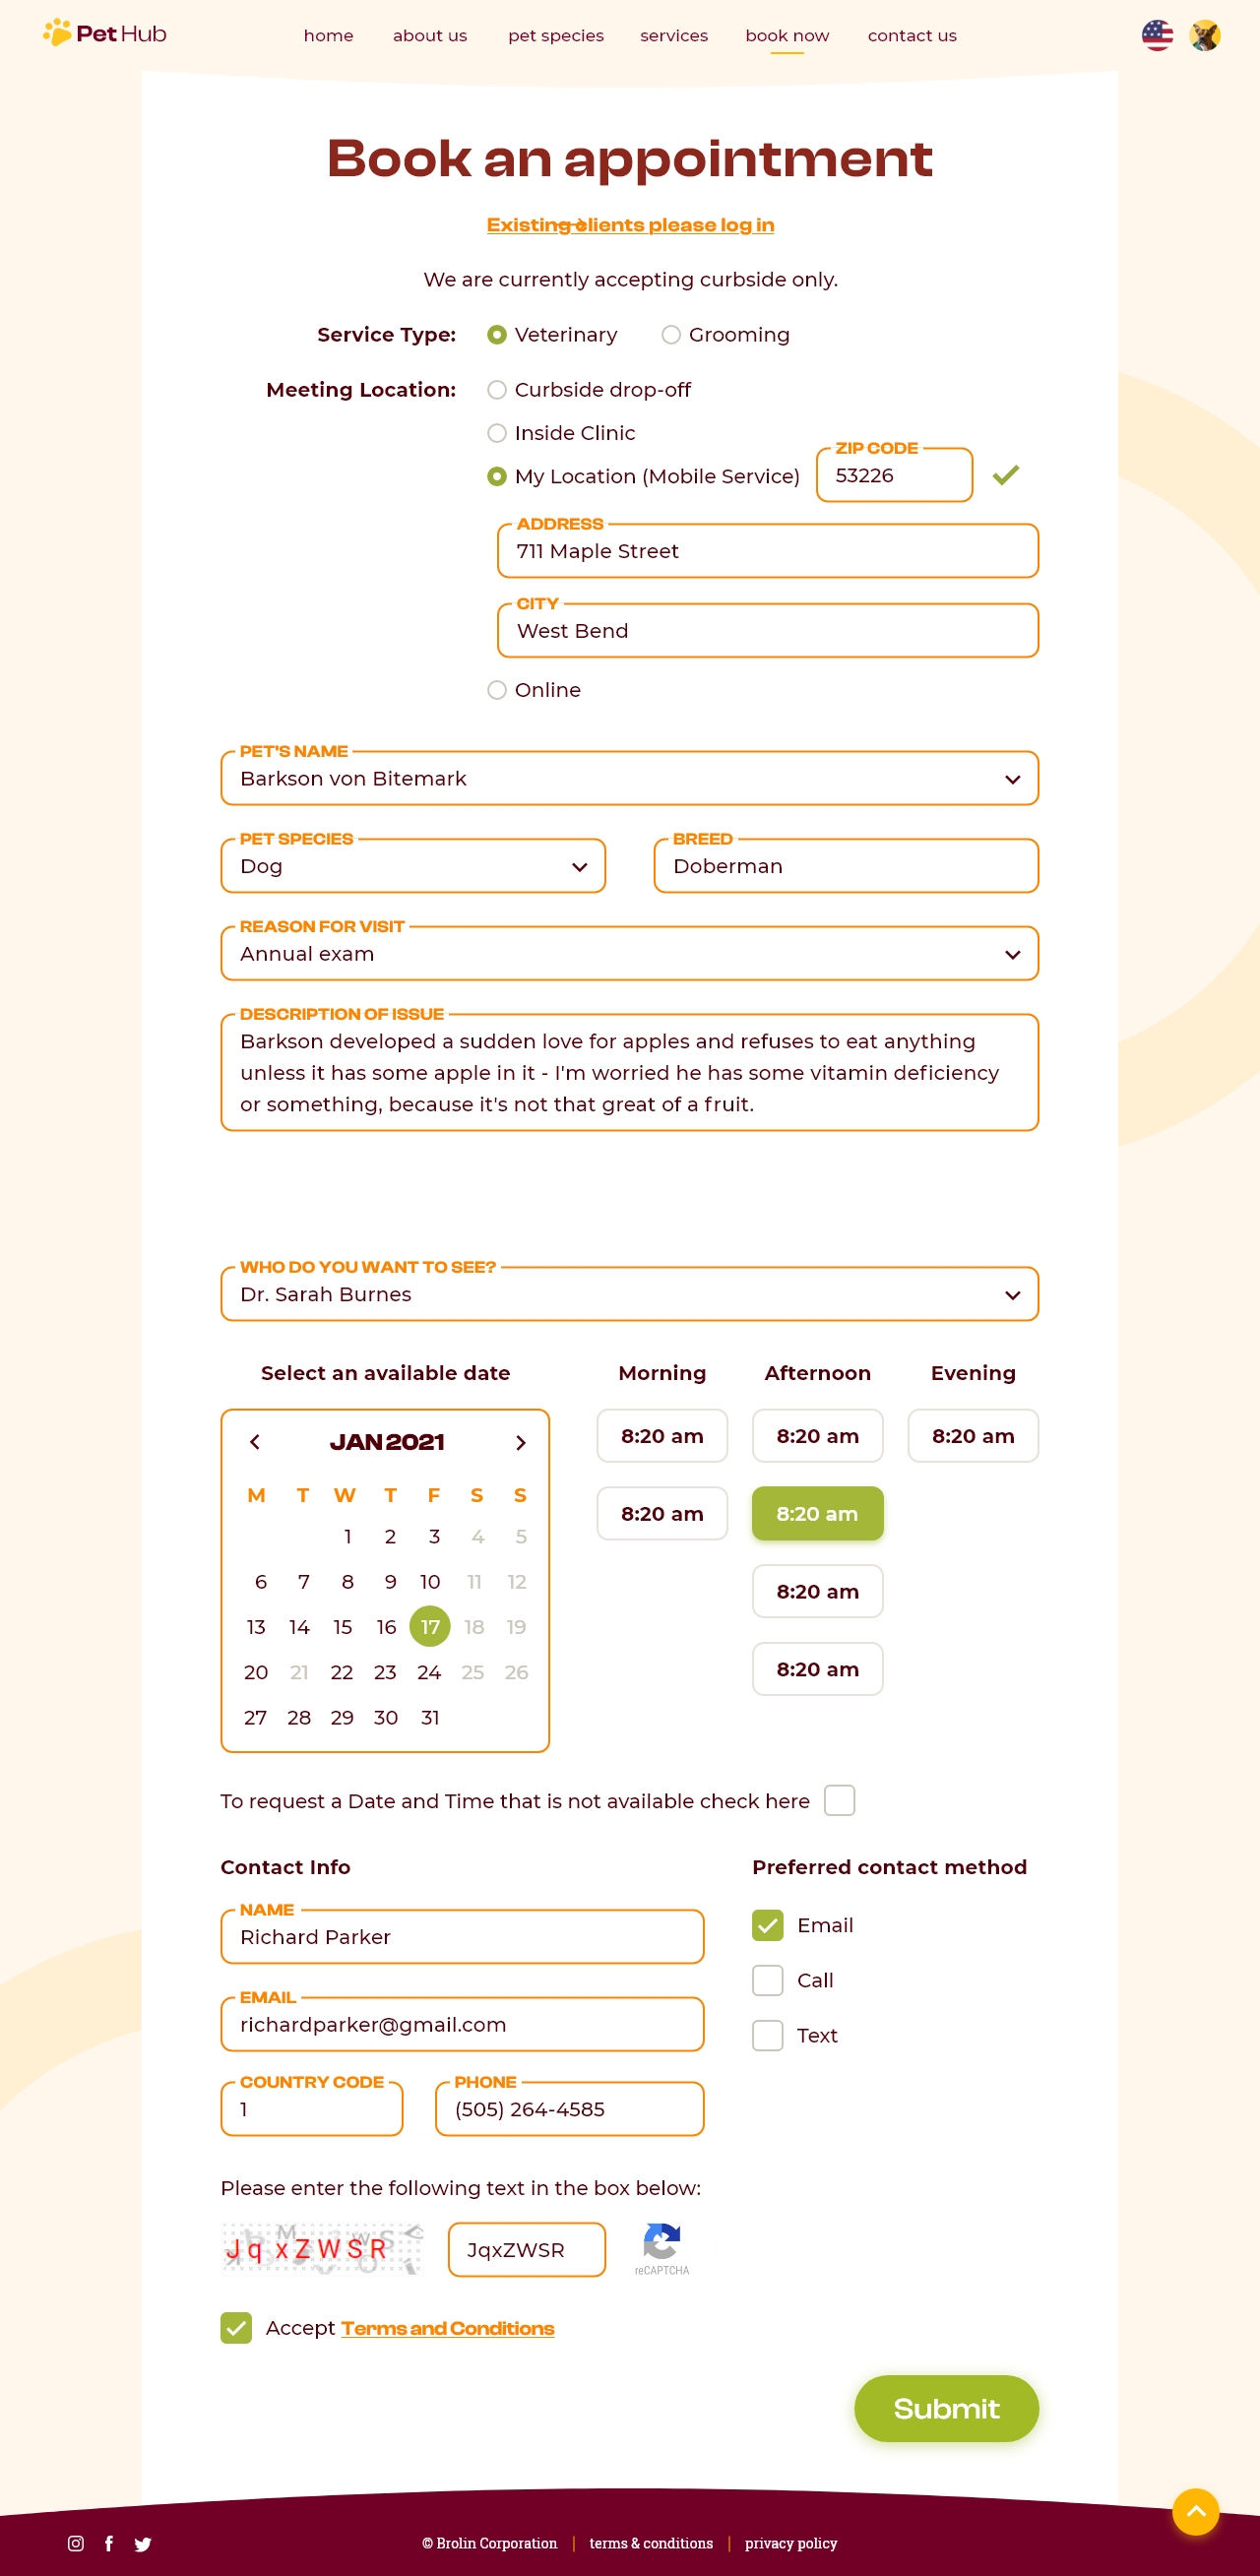 Pet Hub
home about us pet species services book now contact us
Book an appointment
Existing clients please log in
We are currently accepting curbside only.
Service Type: Veterinary Grooming
Meeting Location: Curbside drop-off
Inside Clinic
ZIP CODE
My Location (Mobile Service) 53226
ADDRESS
711 Maple Street
CITY
West Bend
Online
PET'S NAME
Barkson von Bitemark
PET SPECIES BREED
Dog Doberman
REASON FOR VISIT
Annual exam
DESCRIPTION OF ISSUE
Barkson developed a sudden love for apples and refuses to eat anything
unless it has some apple in it - I'm worried he has some vitamin deficiency
or something, because it's not that great of a fruit.
WHO DO YOU WANT TO SEE?
Dr. Sarah Burnes
Select an available date
JAN 2021
M T W T F S S
1 2 3 4 5
6 7 8 9 10 11 12
13 14 15 16 17 18 19
20 21 22 23 24 25 26
27 28 29 30 31
Morning Afternoon Evening
8:20 am 8:20 am 8:20 am
8:20 am 8:20 am
8:20 am
8:20 am
To request a Date and Time that is not available check here
Contact Info
NAME
Richard Parker
EMAIL
richardparker@gmail.com
COUNTRY CODE PHONE
1 (505) 264-4585
Preferred contact method
Email
Call
Text
Please enter the following text in the box below:
JqxZWSR JqxZWSR
reCAPTCHA
Accept Terms and Conditions
Submit
© Brolin Corporation | terms & conditions | privacy policy